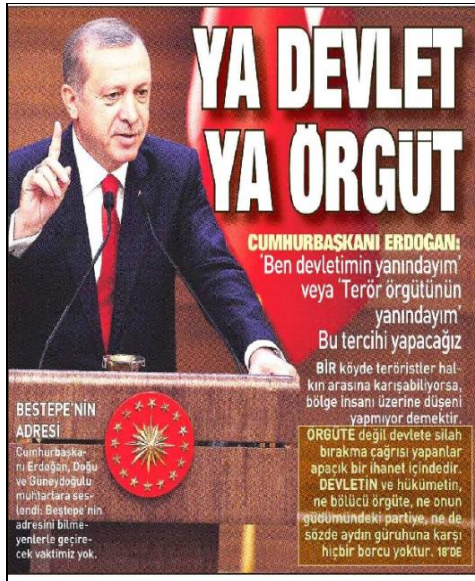 YA DEVLET
YA ÖRGÜT
CUMHURBAŞKANI ERDOĞAN:
'Ben devletimin yanındayım'
veya 'Terör örgütünün
yanındayım'
Bu tercihi yapacağız
BİR köyde teröristler hal-
kın arasına karışabiliyorsa,
bölge insanı üzerine düşeni
yapmıyor demektir.
ÖRGÜTE değil devlete silah
bırakma çağrısı yapanlar
apaçık bir ihanet içindedir.
DEVLETİN ve hükümetin,
ne bölücü örgüte, ne onun
güdümündeki partiye, ne de
sözde aydın güruhuna karşı
hiçbir borcu yoktur. 18'DE
BEŞTEPE'NİN
ADRESİ
Cumhurbaşka-
nı Erdoğan, Doğu
ve Güneydoğulu
muhtarlara ses-
lendi: Beştepe'nin
adresini bilme-
yenlerle geçire-
cek vaktimiz yok.